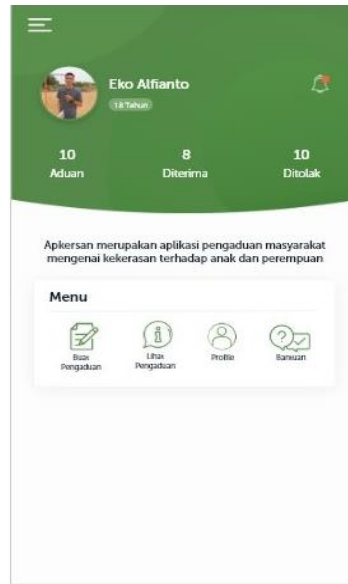 Eko Alfianto
18 Tahun
10 8 10
Aduan Diterima Ditolak
Apkersan merupakan aplikasi pengaduan masyarakat
mengenai kekerasan terhadap anak dan perempuan
Menu
Buat Pengaduan
Lihat Pengaduan
Profile
Bantuan